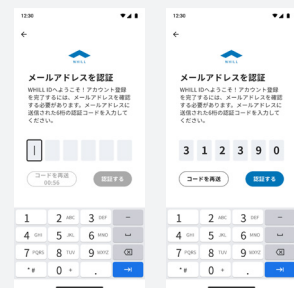 12:30
WHILL
メールアドレスを認証
WHILL IDへようこそ！アカウント登録
を完了するには、メールアドレスを確認
する必要があります。メールアドレスに
送信された6桁の認証コードを入力して
ください。
コードを再送
00:56
認証する
1
2 ABC
3 DEF
−
4 GHI
5 JKL
6 MNO
7 PQRS
8 TUV
9 WXYZ
* #
0 +
.
12:30
WHILL
メールアドレスを認証
WHILL IDへようこそ！アカウント登録
を完了するには、メールアドレスを確認
する必要があります。メールアドレスに
送信された6桁の認証コードを入力して
ください。
3 1 2 3 9 0
コードを再送
認証する
1
2 ABC
3 DEF
−
4 GHI
5 JKL
6 MNO
7 PQRS
8 TUV
9 WXYZ
* #
0 +
.